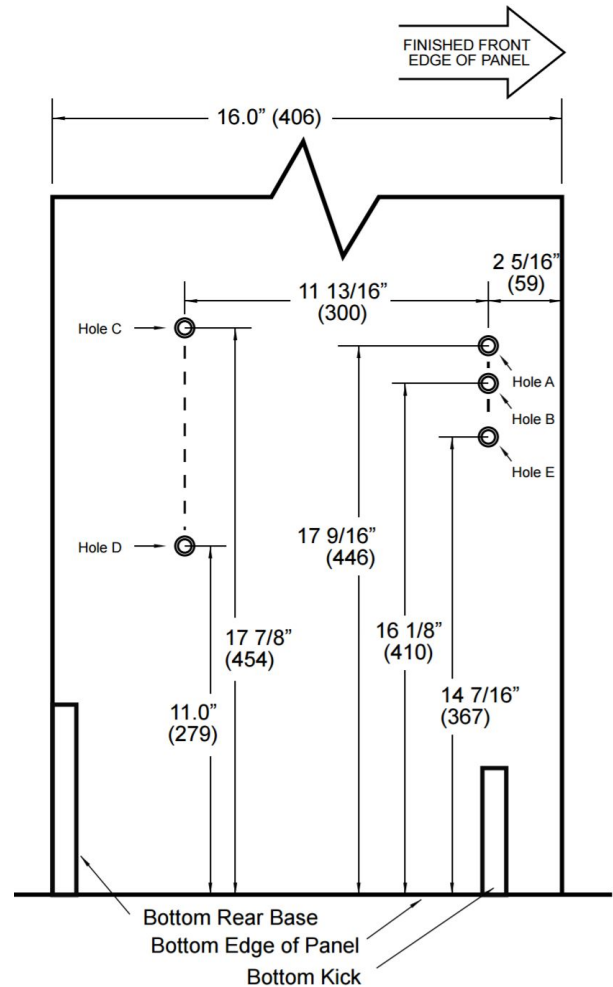 FINISHED FRONT
EDGE OF PANEL
16.0” (406)
2 5/16”
(59)
11 13/16”
(300)
Hole C
Hole A
Hole B
Hole E
Hole D
17 9/16”
(446)
16 1/8”
(410)
17 7/8”
(454)
14 7/16”
(367)
11.0”
(279)
Bottom Rear Base
Bottom Edge of Panel
Bottom Kick